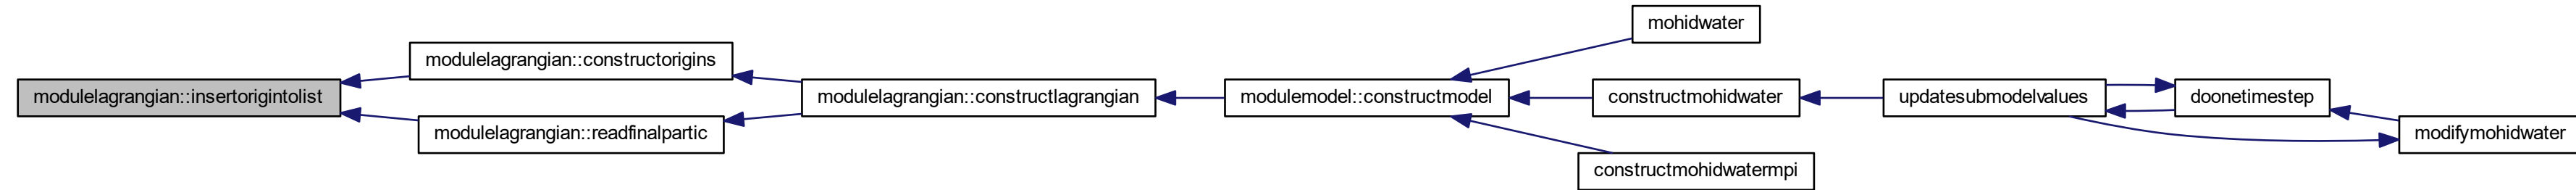 modulelagrangian::insertorigintolist
modulelagrangian::constructorigins
modulelagrangian::readfinalpartic
modulelagrangian::constructlagrangian
modulemodel::constructmodel
mohidwater
constructmohidwater
constructmohidwatermpi
updatesubmodelvalues
doonetimestep
modifymohidwater